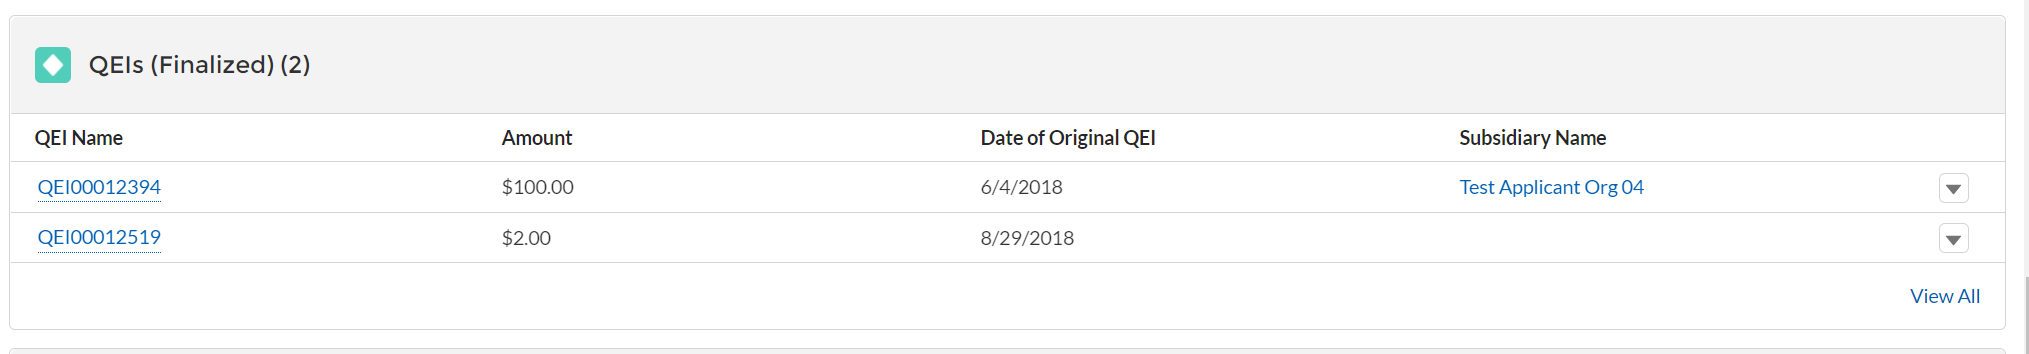 QEIs (Finalized) (2)
QEI Name Amount Date of Original QEI Subsidiary Name
QEI00012394 $100.00 6/4/2018 Test Applicant Org 04
QEI00012519 $2.00 8/29/2018
View All